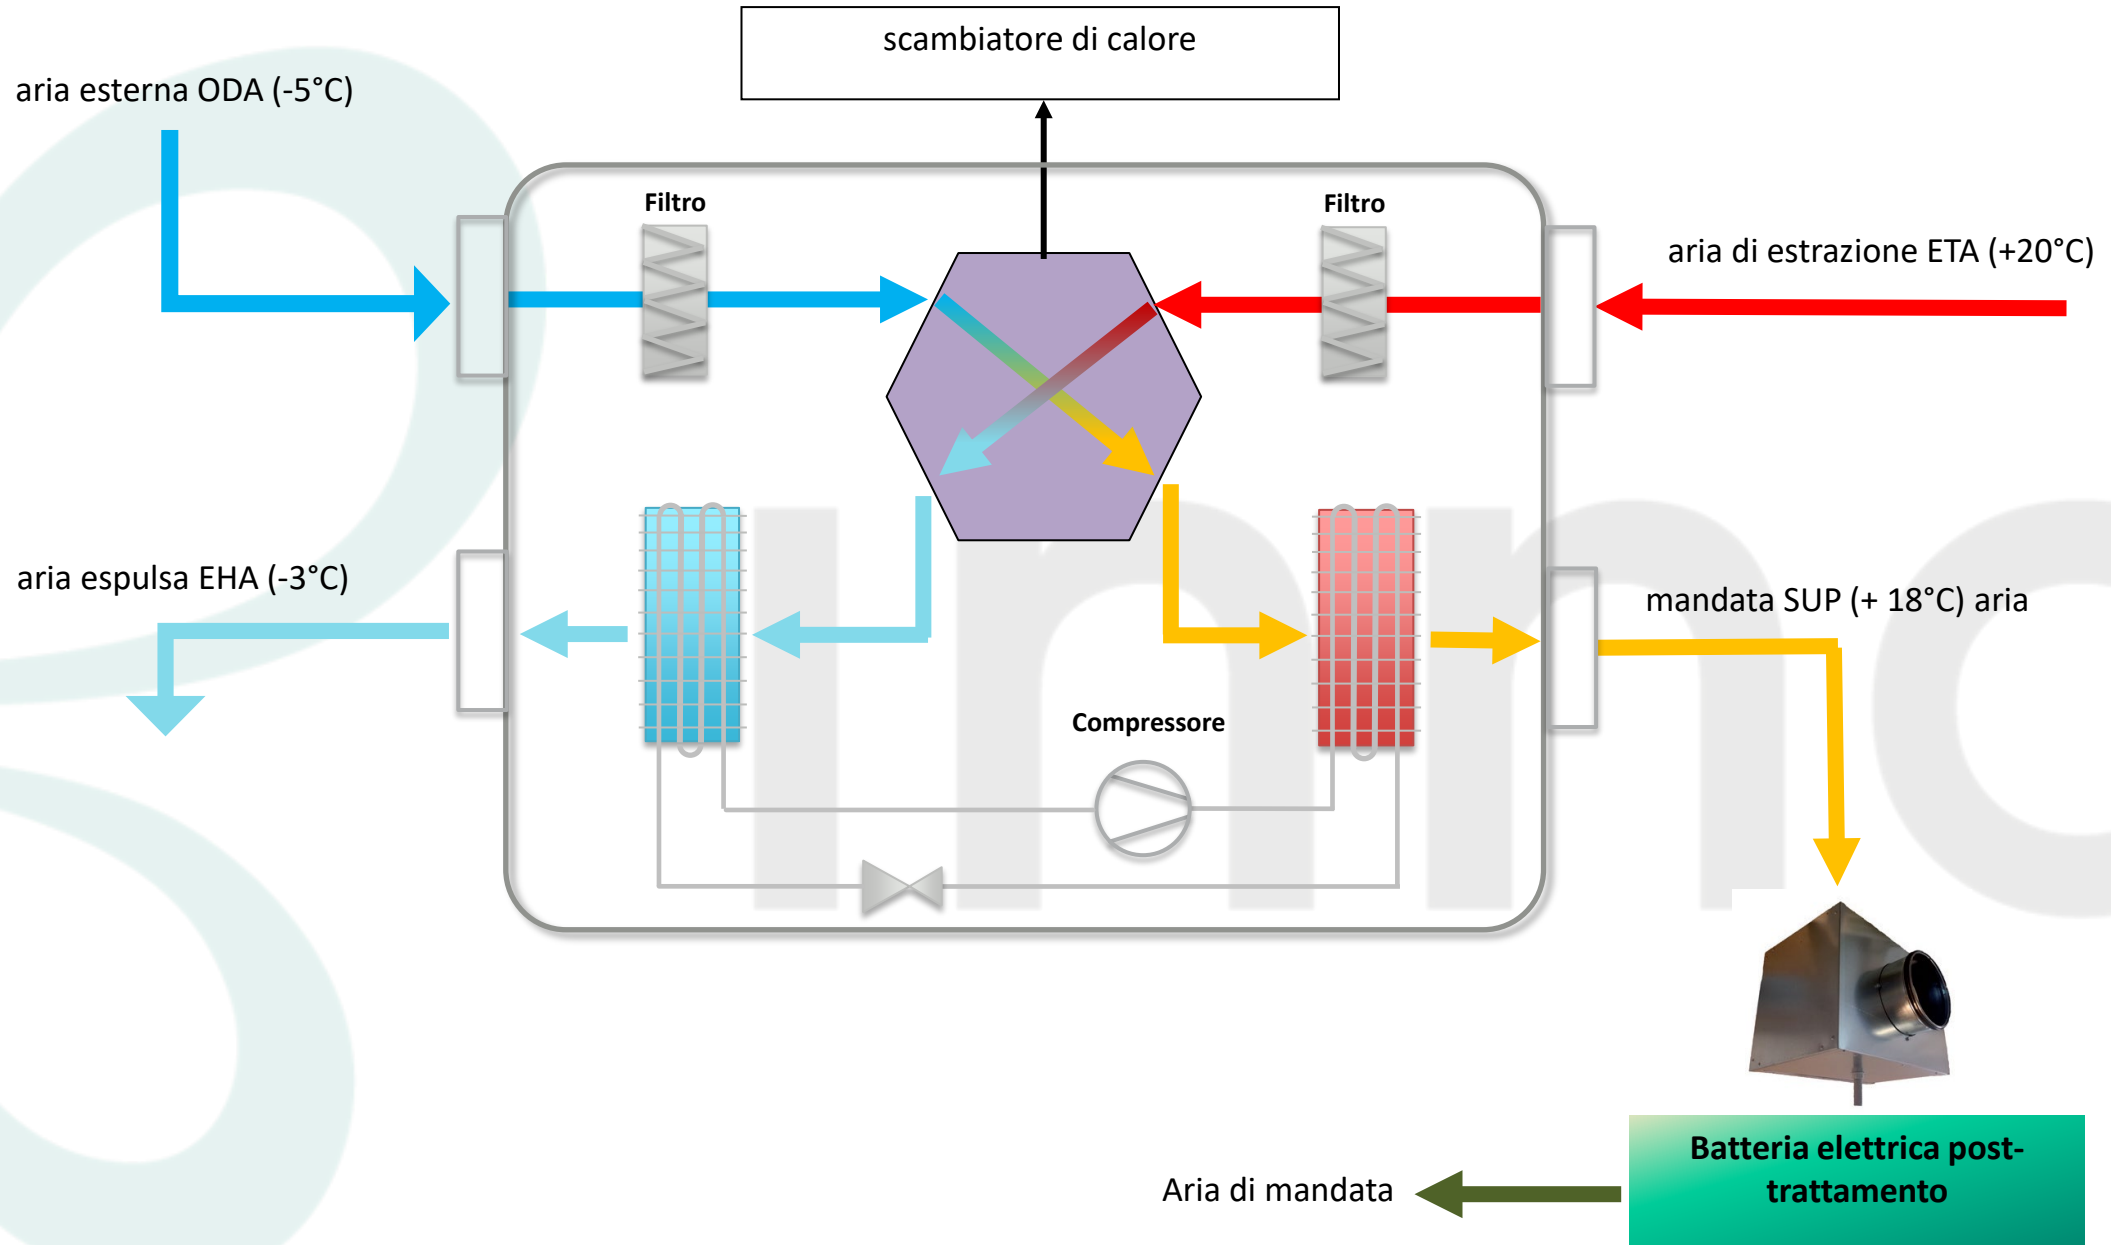 scambiatore di calore
aria esterna ODA (-5°C)
Filtro
Filtro
aria di estrazione ETA (+20°C)
aria espulsa EHA (-3°C)
mandata SUP (+ 18°C) aria
Compressore
Batteria elettrica post-
trattamento
Aria di mandata